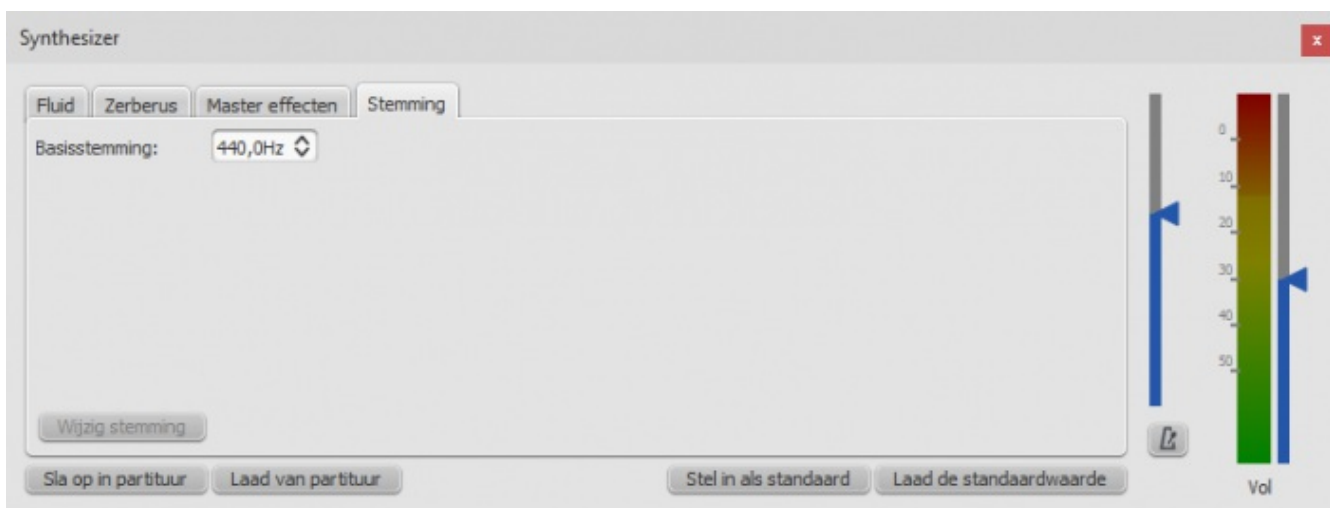 Synthesizer
x
Fluid Zerberus Master effecten Stemming
Basisstemming: 440,0Hz
0
10
20
30
40
50
Wijzig stemming
Sla op in partituur Laad van partituur Stel in als standaard Laad de standaardwaarde
Vol